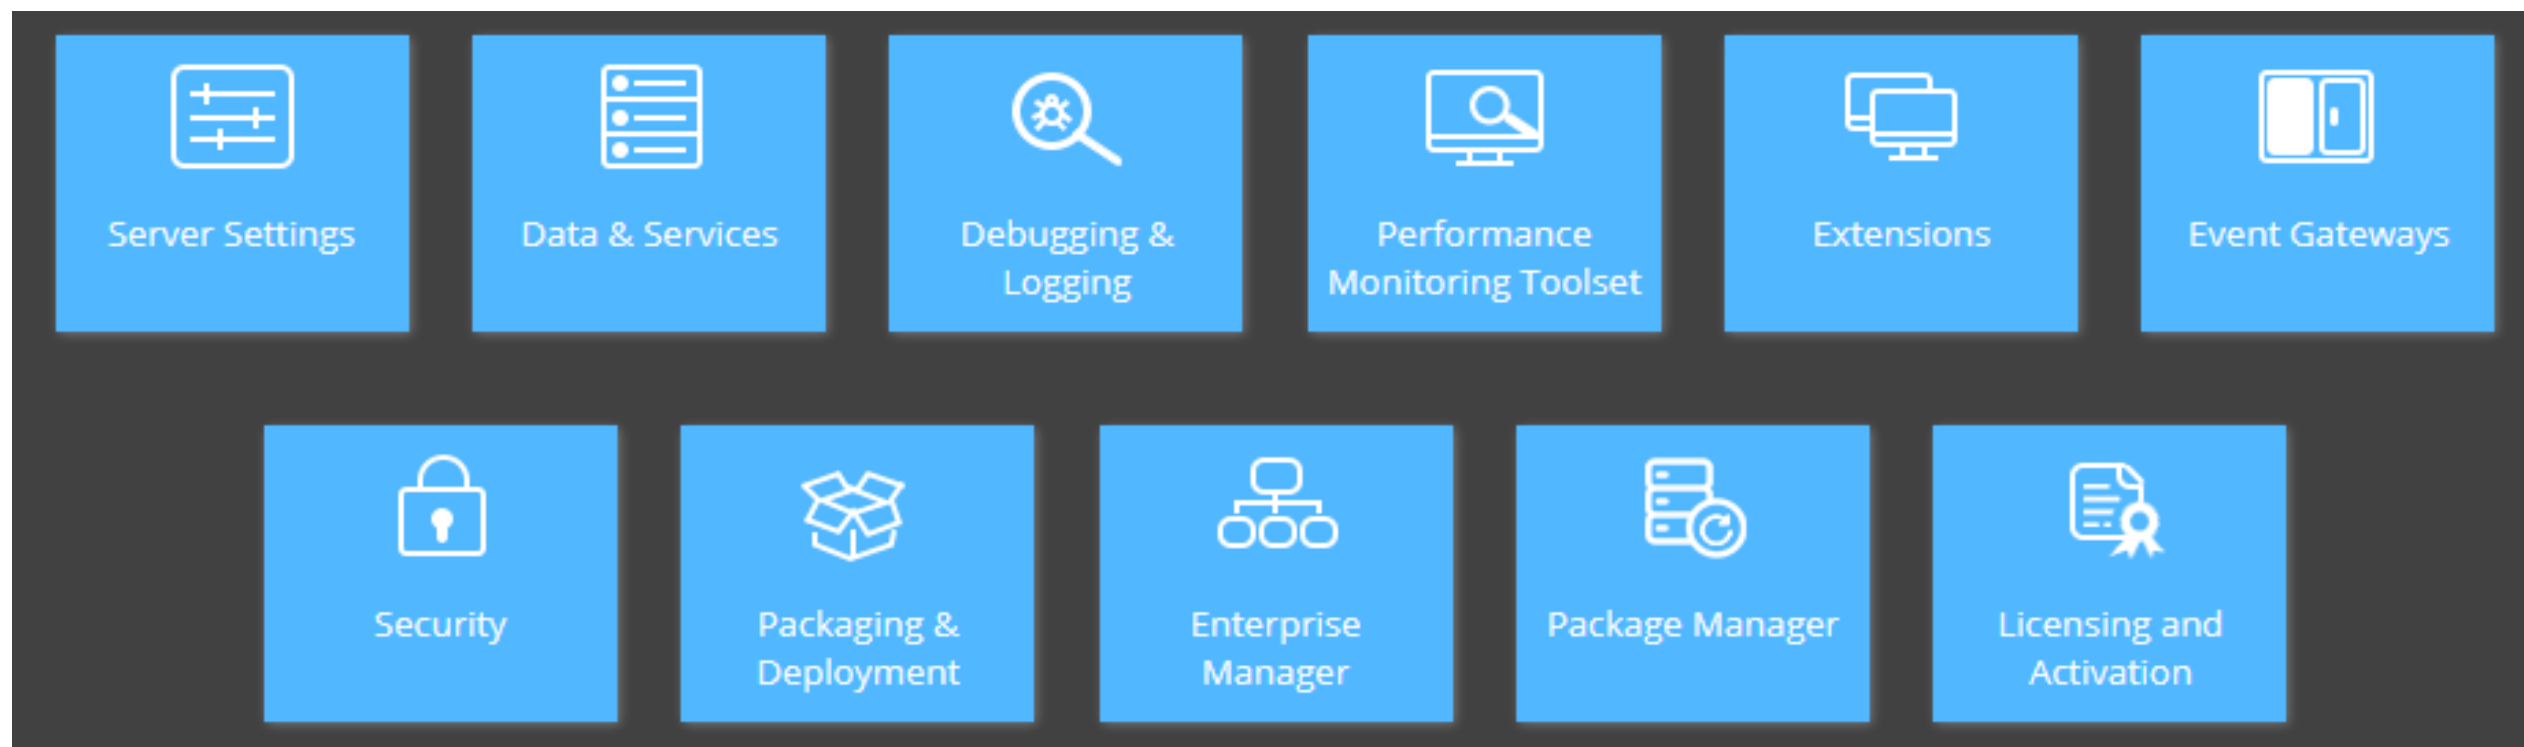 Server Settings
Data & Services
Debugging &
Logging
Performance
Monitoring Toolset
Extensions
Event Gateways
Security
Packaging &
Deployment
Enterprise
Manager
Package Manager
Licensing and
Activation